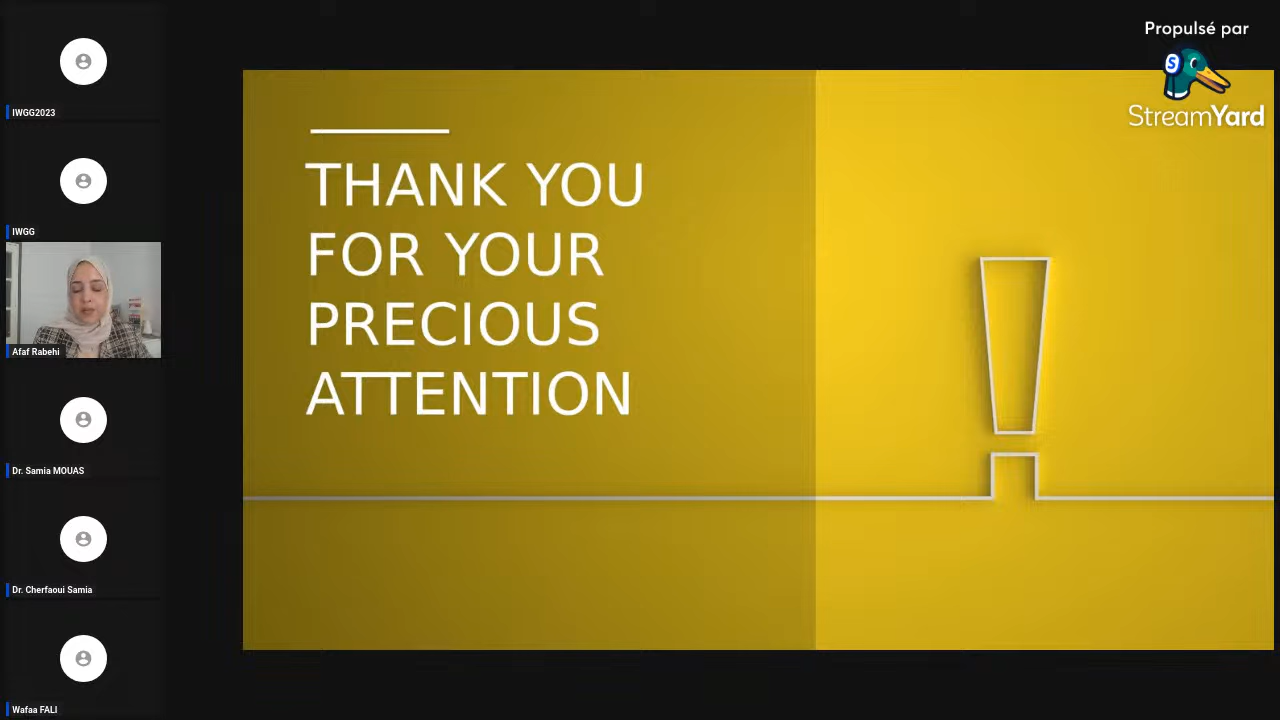 IWGG2023
IWGG
Afaf Rabehi
Dr. Samia MOUAS
Dr. Cherfaoui Samia
Wafaa FALI
THANK YOU
FOR YOUR
PRECIOUS
ATTENTION
Propulsé par
S
StreamYard